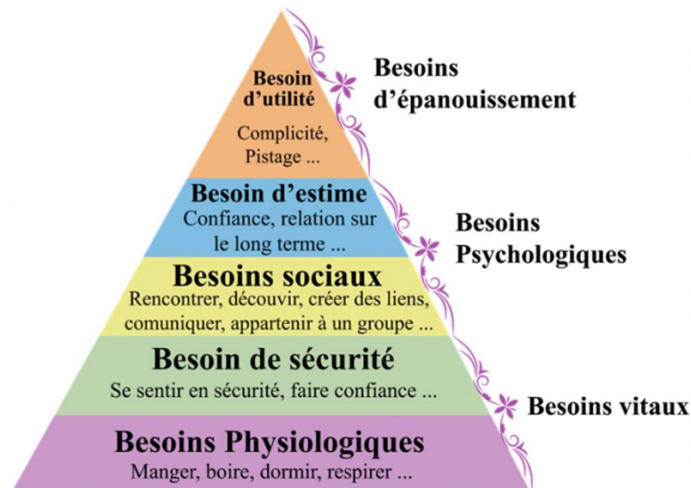 Besoin
d'utilité
Complicité,
Pistage ...
Besoins
d'épanouissement
Besoin d'estime
Confiance, relation sur
le long terme ...
Besoins
Psychologiques
Besoins sociaux
Rencontrer, découvir, créer des liens,
comuniquer, appartenir à un groupe ...
Besoin de sécurité
Se sentir en sécurité, faire confiance ...
Besoins vitaux
Besoins Physiologiques
Manger, boire, dormir, respirer ...